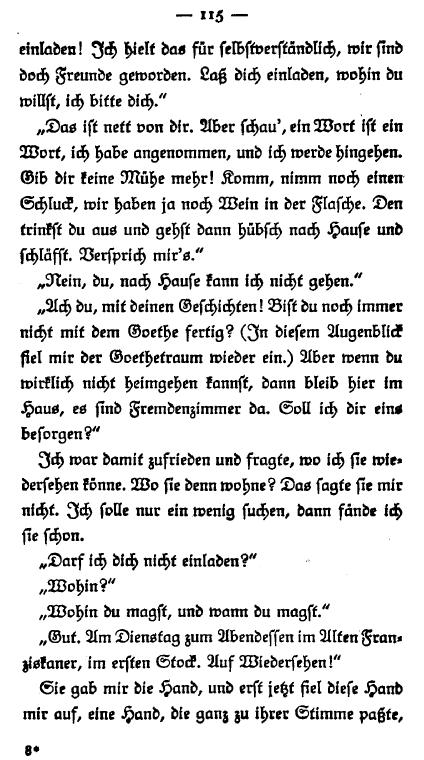 — 115 —
einladen! Ich hielt das für selbstverständlich, wir sind
doch Freunde geworden. Laß dich einladen, wohin du
willst, ich bitte dich.“
„Das ist nett von dir. Aber schau', ein Wort ist ein
Wort, ich habe angenommen, und ich werde hingehen.
Gib dir keine Mühe mehr! Komm, nimm noch einen
Schluck, wir haben ja noch Wein in der Flasche. Den
trinkst du aus und gehst dann hübsch nach Hause und
schläfst. Versprich mir's.“
„Nein, du, nach Hause kann ich nicht gehen.“
„Ach du, mit deinen Geschichten! Bist du noch immer
nicht mit dem Goethe fertig? (In diesem Augenblick
fiel mir der Goethetraum wieder ein.) Aber wenn du
wirklich nicht heimgehen kannst, dann bleib hier im
Haus, es sind Fremdenzimmer da. Soll ich dir eins
besorgen?“
Ich war damit zufrieden und fragte, wo ich sie wie-
dersehen könne. Wo sie denn wohne? Das sagte sie mir
nicht. Ich solle nur ein wenig suchen, dann fände ich
sie schon.
„Darf ich dich nicht einladen?“
„Wohin?“
„Wohin du magst, und wann du magst.“
„Gut. Am Dienstag zum Abendessen im Alten Fran-
ziskaner, im ersten Stock. Auf Wiedersehen!“
Sie gab mir die Hand, und erst jetzt fiel diese Hand
mir auf, eine Hand, die ganz zu ihrer Stimme paßte,
8*